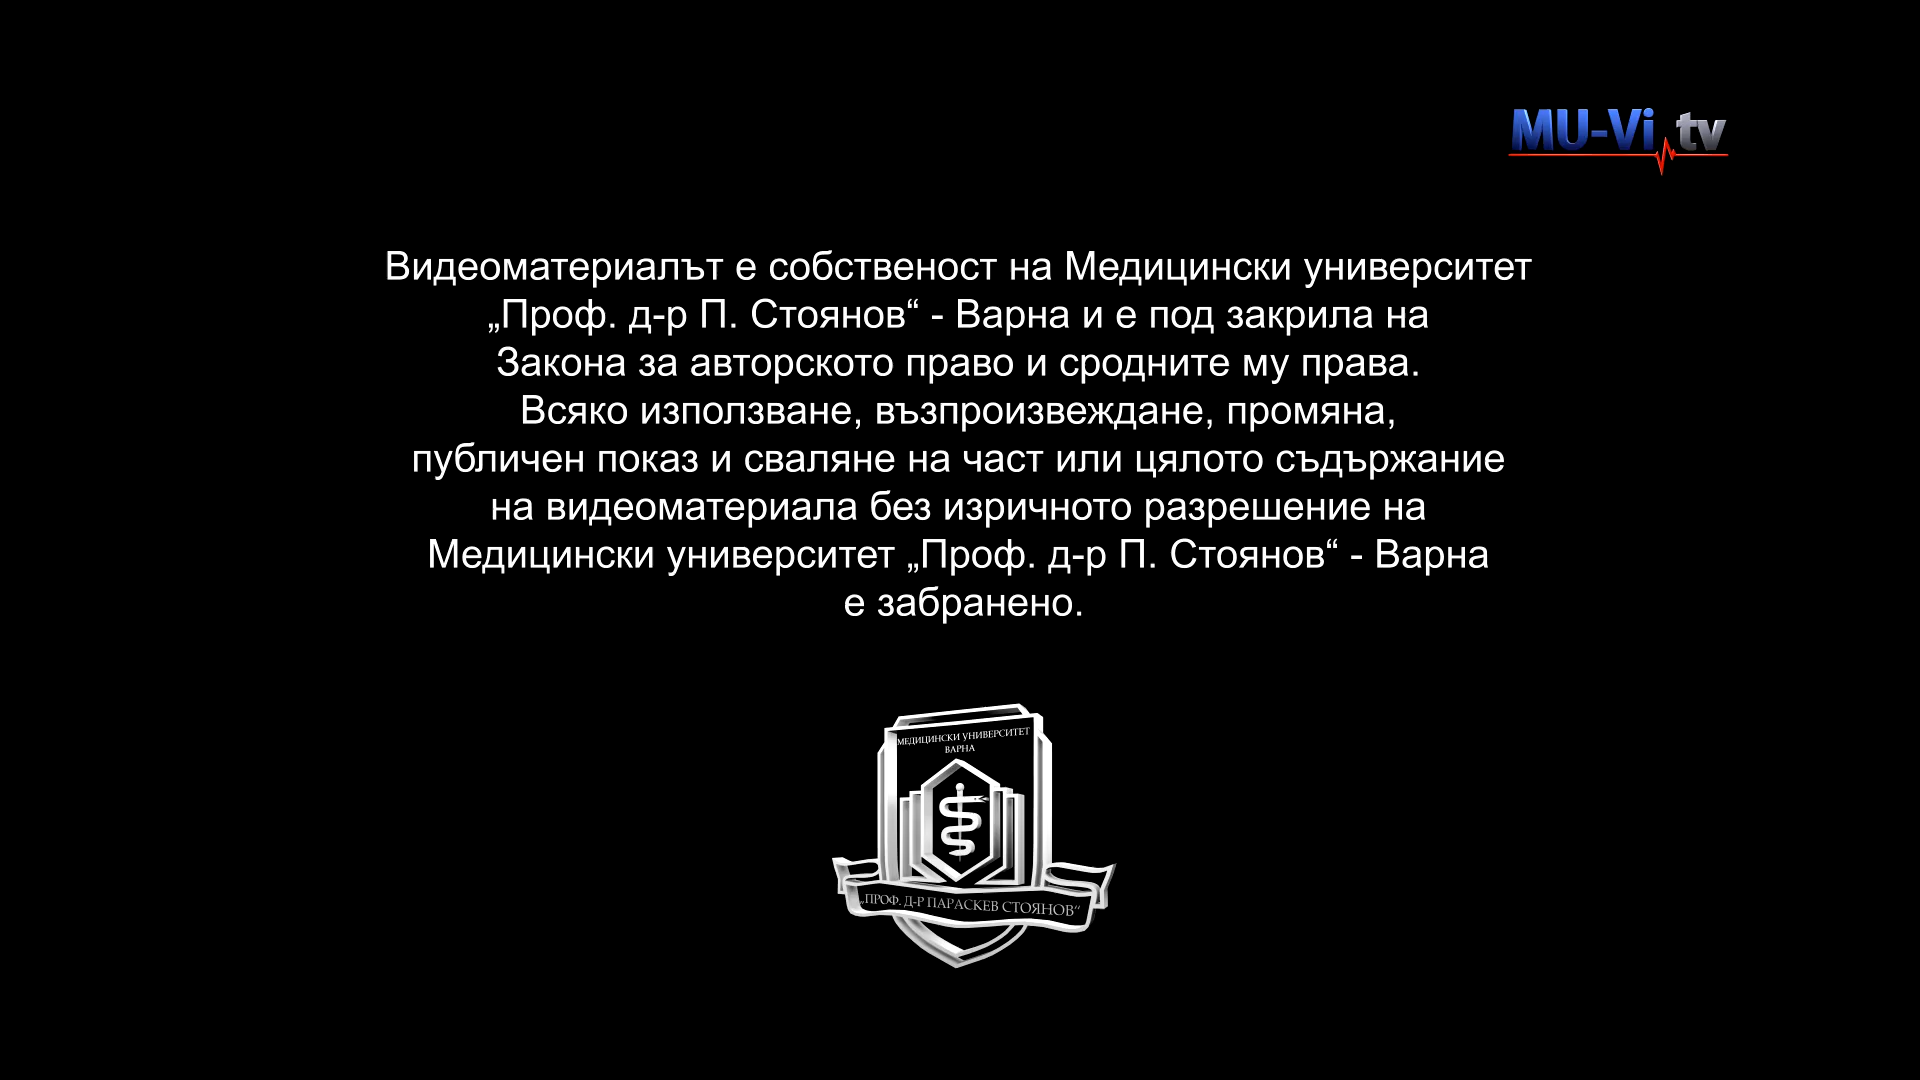 MU-Vi tv
Видеоматериалът е собственост на Медицински университет
„Проф. д-р П. Стоянов“ - Варна и е под закрила на
Закона за авторското право и сродните му права.
Всяко използване, възпроизвеждане, промяна,
публичен показ и сваляне на част или цялото съдържание
на видеоматериала без изричното разрешение на
Медицински университет „Проф. д-р П. Стоянов“ - Варна
е забранено.
МЕДИЦИНСКИ УНИВЕРСИТЕТ
ВАРНА
„ПРОФ. Д-Р ПАРАСКЕВ СТОЯНОВ“